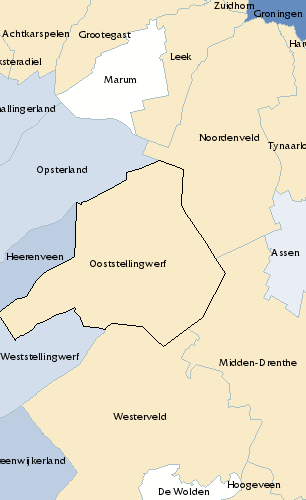 Zuidhorn
Groningen
Achtkarspelen
Grootegast
Har
Leek
ksteradiel
Marum
allingerland
Noordenveld
Tynaarlo
Opsterland
Assen
Heerenveen
Ooststellingwerf
Weststellingwerf
Midden-Drenthe
Westerveld
eenwijkerland
De Wolden
Hoogeveen